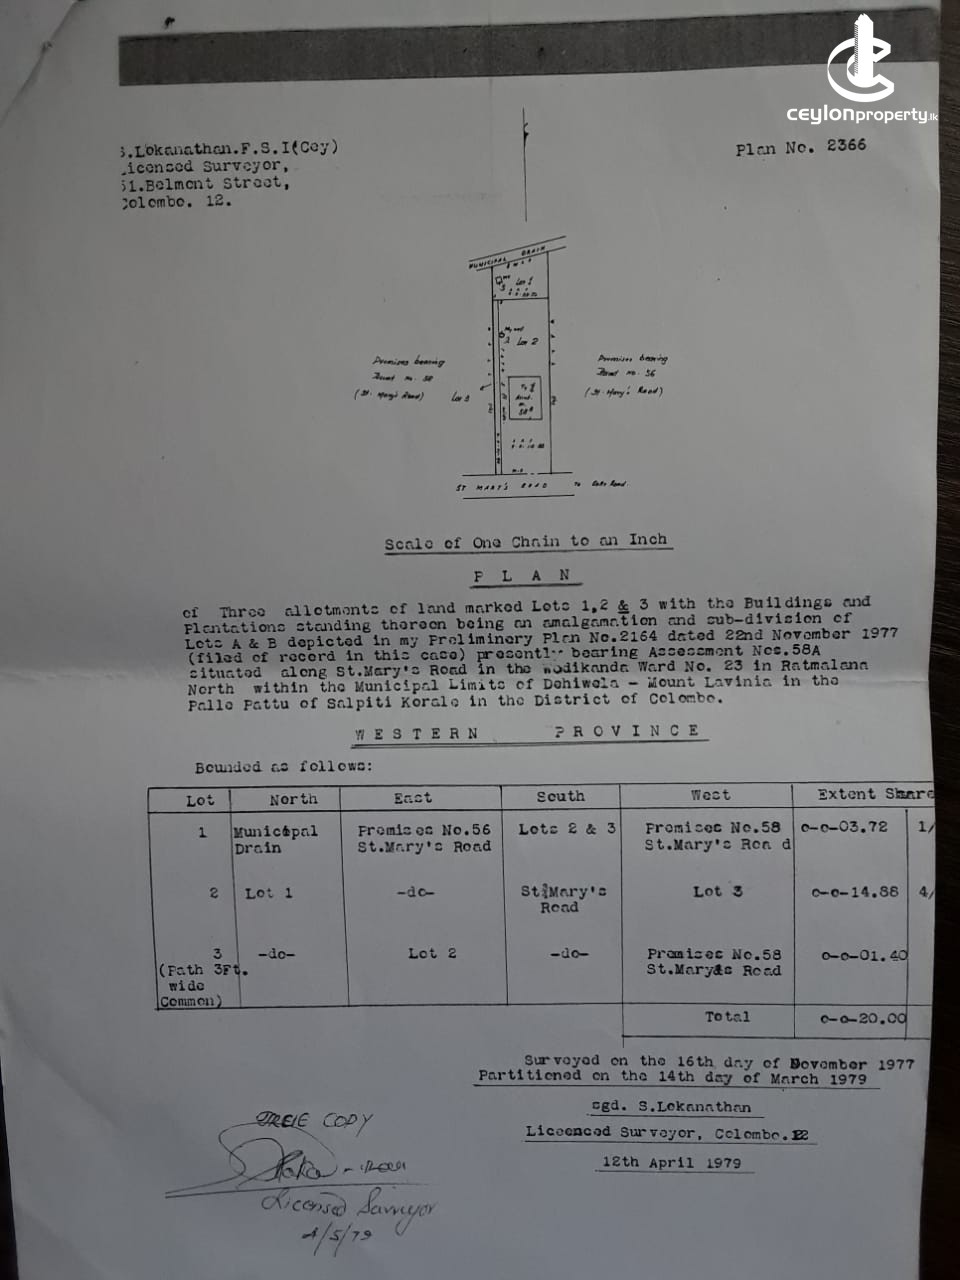 ceylonproperty.lk
S.Lokanathan.F.S.I(Cey)
Licensed Surveyor,
51.Belmont Street,
Colombo. 12.
Plan No. 2366
MUNICIPAL DRAIN
Lot 1
Lot 2
Premises bearing
(St. Mary's Road)
Lot 3
Premises bearing
No. 56
(St. Mary's Road)
ST MARY'S ROAD
To Galle Road.
Scale of One Chain to an Inch
P L A N
of Three allotments of land marked Lots 1,2 & 3 with the Buildings and
Plantations standing thereon being an amalgamation and sub-division of
Lots A & B depicted in my Preliminery Plan No.2164 dated 22nd November 1977
(filed of record in this case) presently bearing Assessment Nos.58A
situated along St.Mary's Road in the Wodikanda Ward No. 23 in Ratmalana
North within the Municipal Limits of Dehiwela - Mount Lavinia in the
Palle Pattu of Salpiti Korale in the District of Colombo.
W E S T E R N P R O V I N C E
Bounded as follows:
Lot North East South West Extent Share
1 Municipal Drain Premises No.56 St.Mary's Road Lots 2 & 3 Premises No.58 St.Mary's Roa d 0-0-03.72 1/
2 Lot 1 -do- St.Mary's Road Lot 3 0-0-14.88 4/
3 (Path 3Ft. wide Common) -do- Lot 2 -do- Premises No.58 St.Mary&s Road 0-0-01.40
Total 0-0-20.00
Surveyed on the 16th day of November 1977
Partitioned on the 14th day of March 1979
sgd. S.Lokanathan
Liceenced Surveyor, Colombo.12
12th April 1979
TRUE COPY
Licensed Surveyor
4/5/79